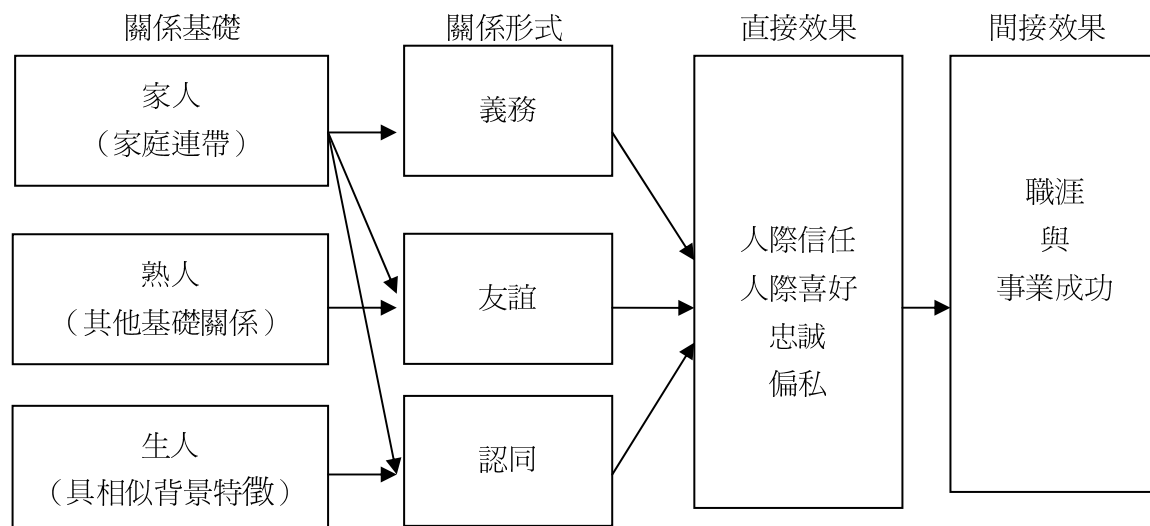 關係基礎
關係形式
直接效果
間接效果
家人
（家庭連帶）
義務
熟人
（其他基礎關係）
友誼
生人
（具相似背景特徵）
認同
人際信任
人際喜好
忠誠
偏私
職涯
與
事業成功